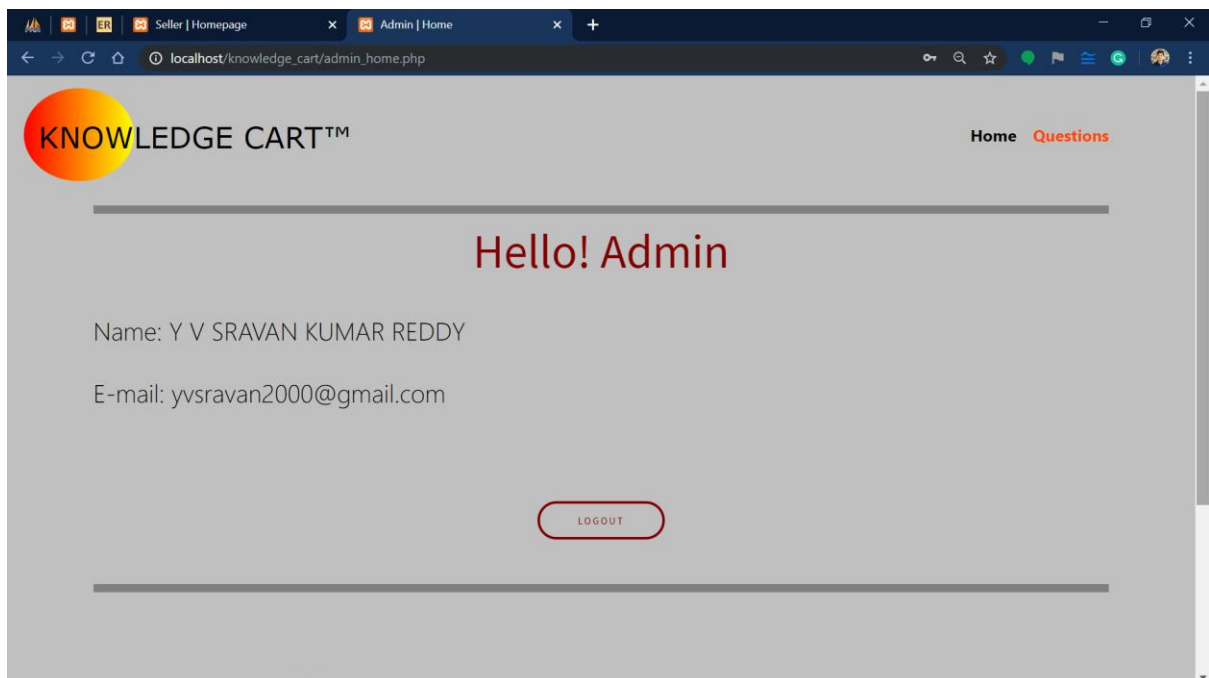 ER Seller | Homepage Admin | Home
localhost/knowledge_cart/admin_home.php
KNOWLEDGE CART™ Home Questions
Hello! Admin
Name: Y V SRAVAN KUMAR REDDY
E-mail: yvsravan2000@gmail.com
LOGOUT